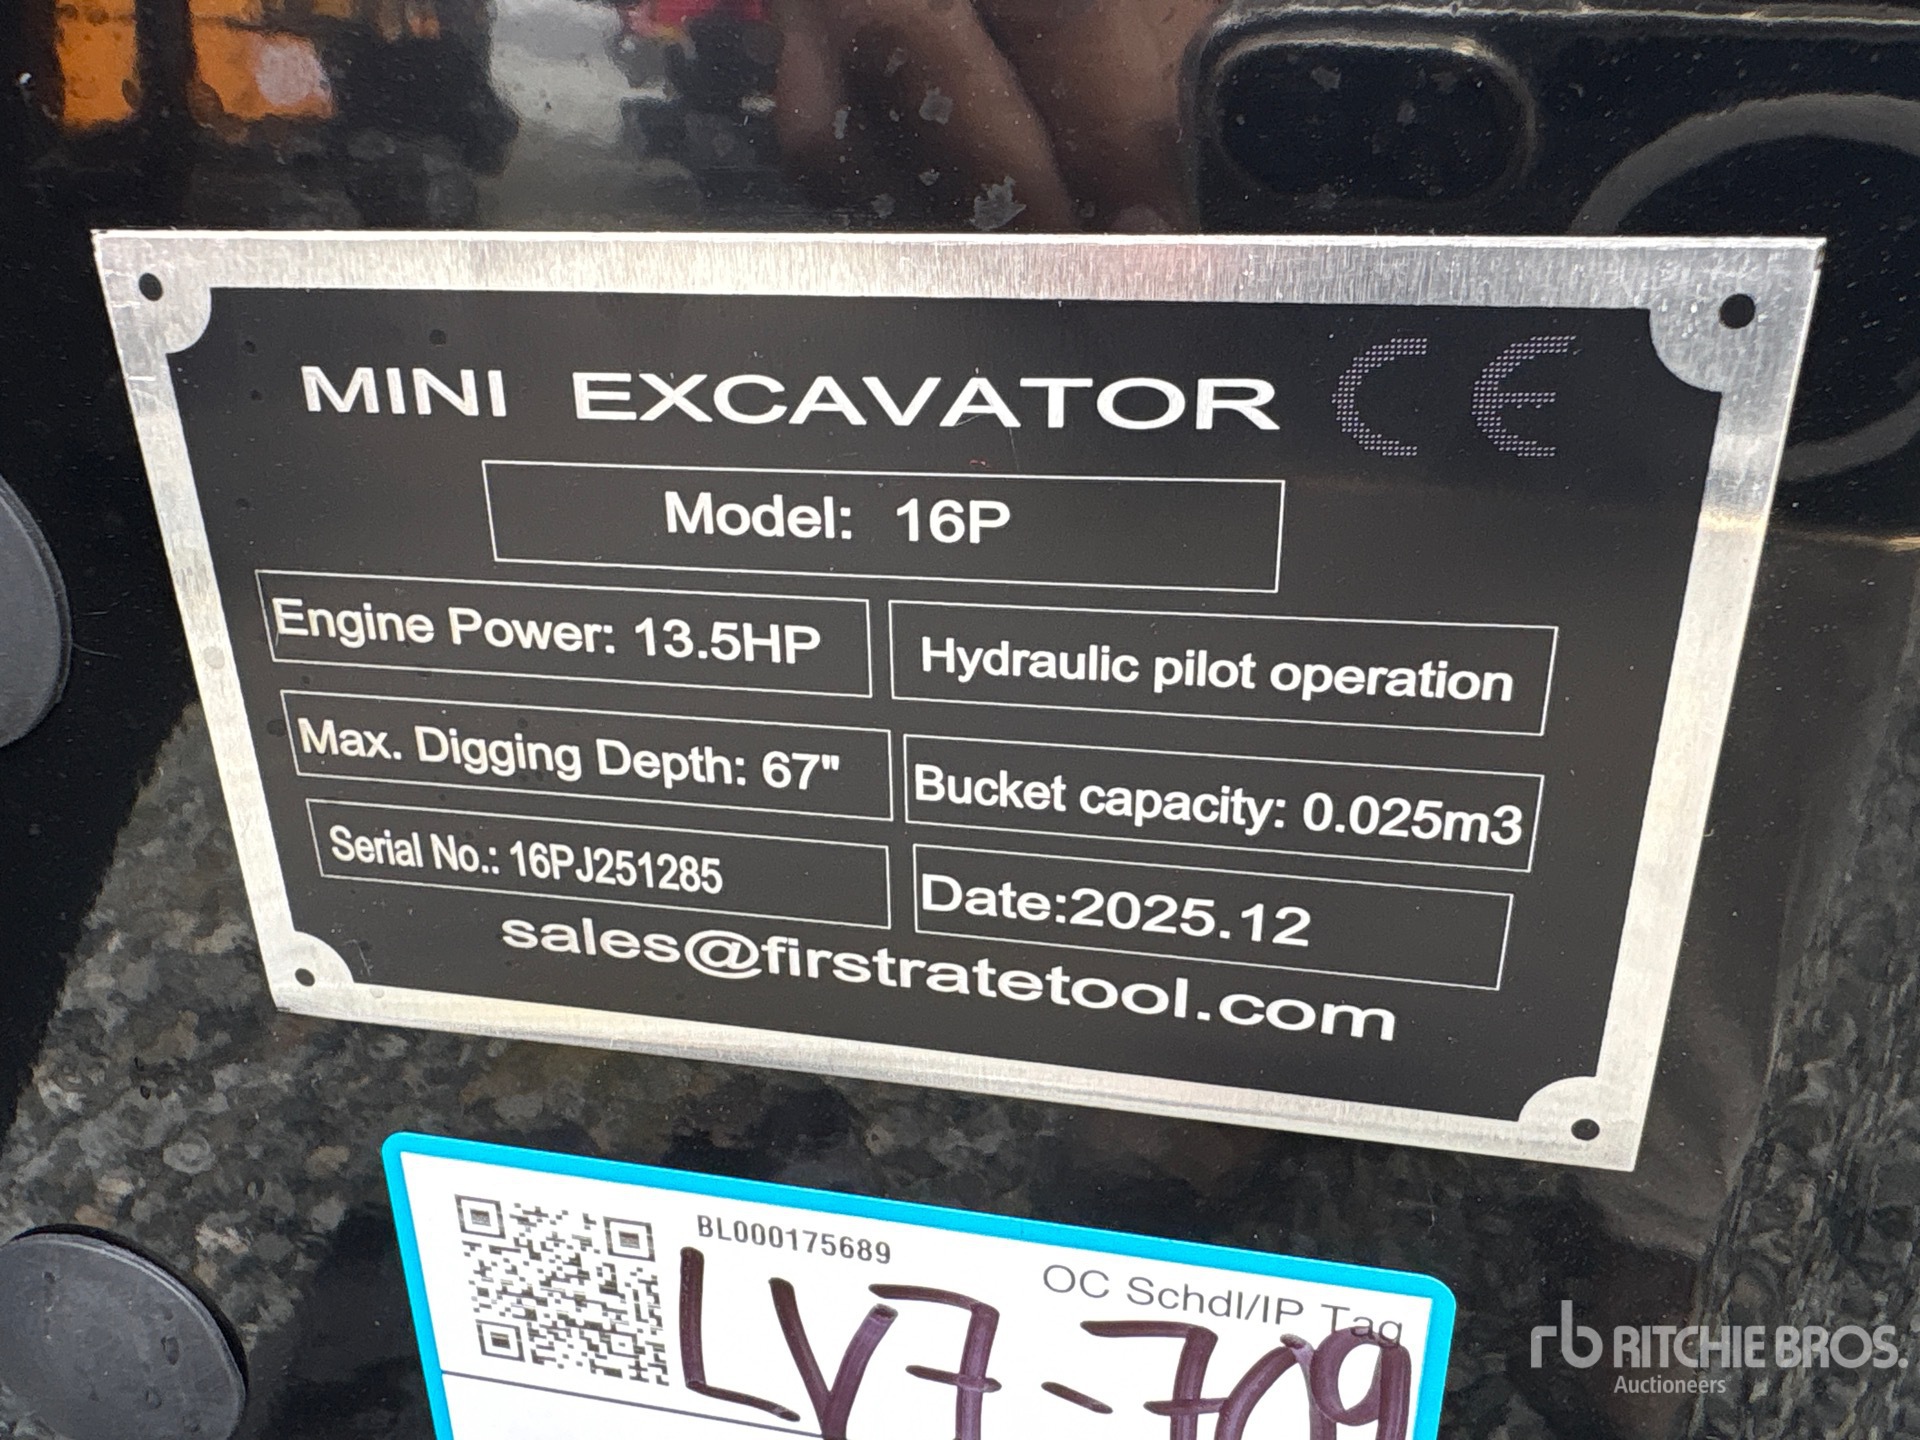 MINI EXCAVATOR CE
Model: 16P
Engine Power: 13.5HP
Hydraulic pilot operation
Max. Digging Depth: 67"
Bucket capacity: 0.025m3
Serial No.: 16PJ251285
Date:2025.12
sales@firstratetool.com
BL000175689
OC Schdl/IP Tag
LV7-709
rb RITCHIE BROS.
Auctioneers